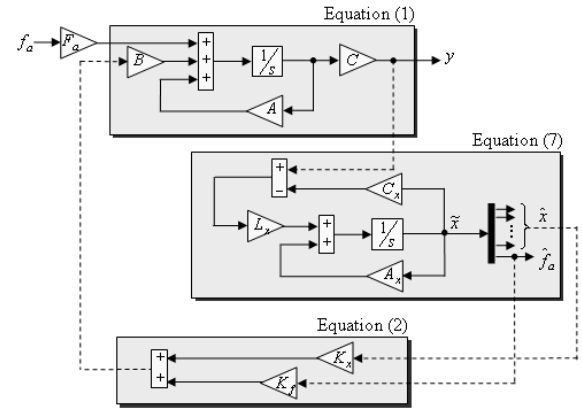 Equation (1)
f_a F_a B + + + 1/s C y
A
Equation (7)
+ −
C_x
L_x + + 1/s x̃ x̂
A_x f̂_a
Equation (2)
+ + K_x
K_f